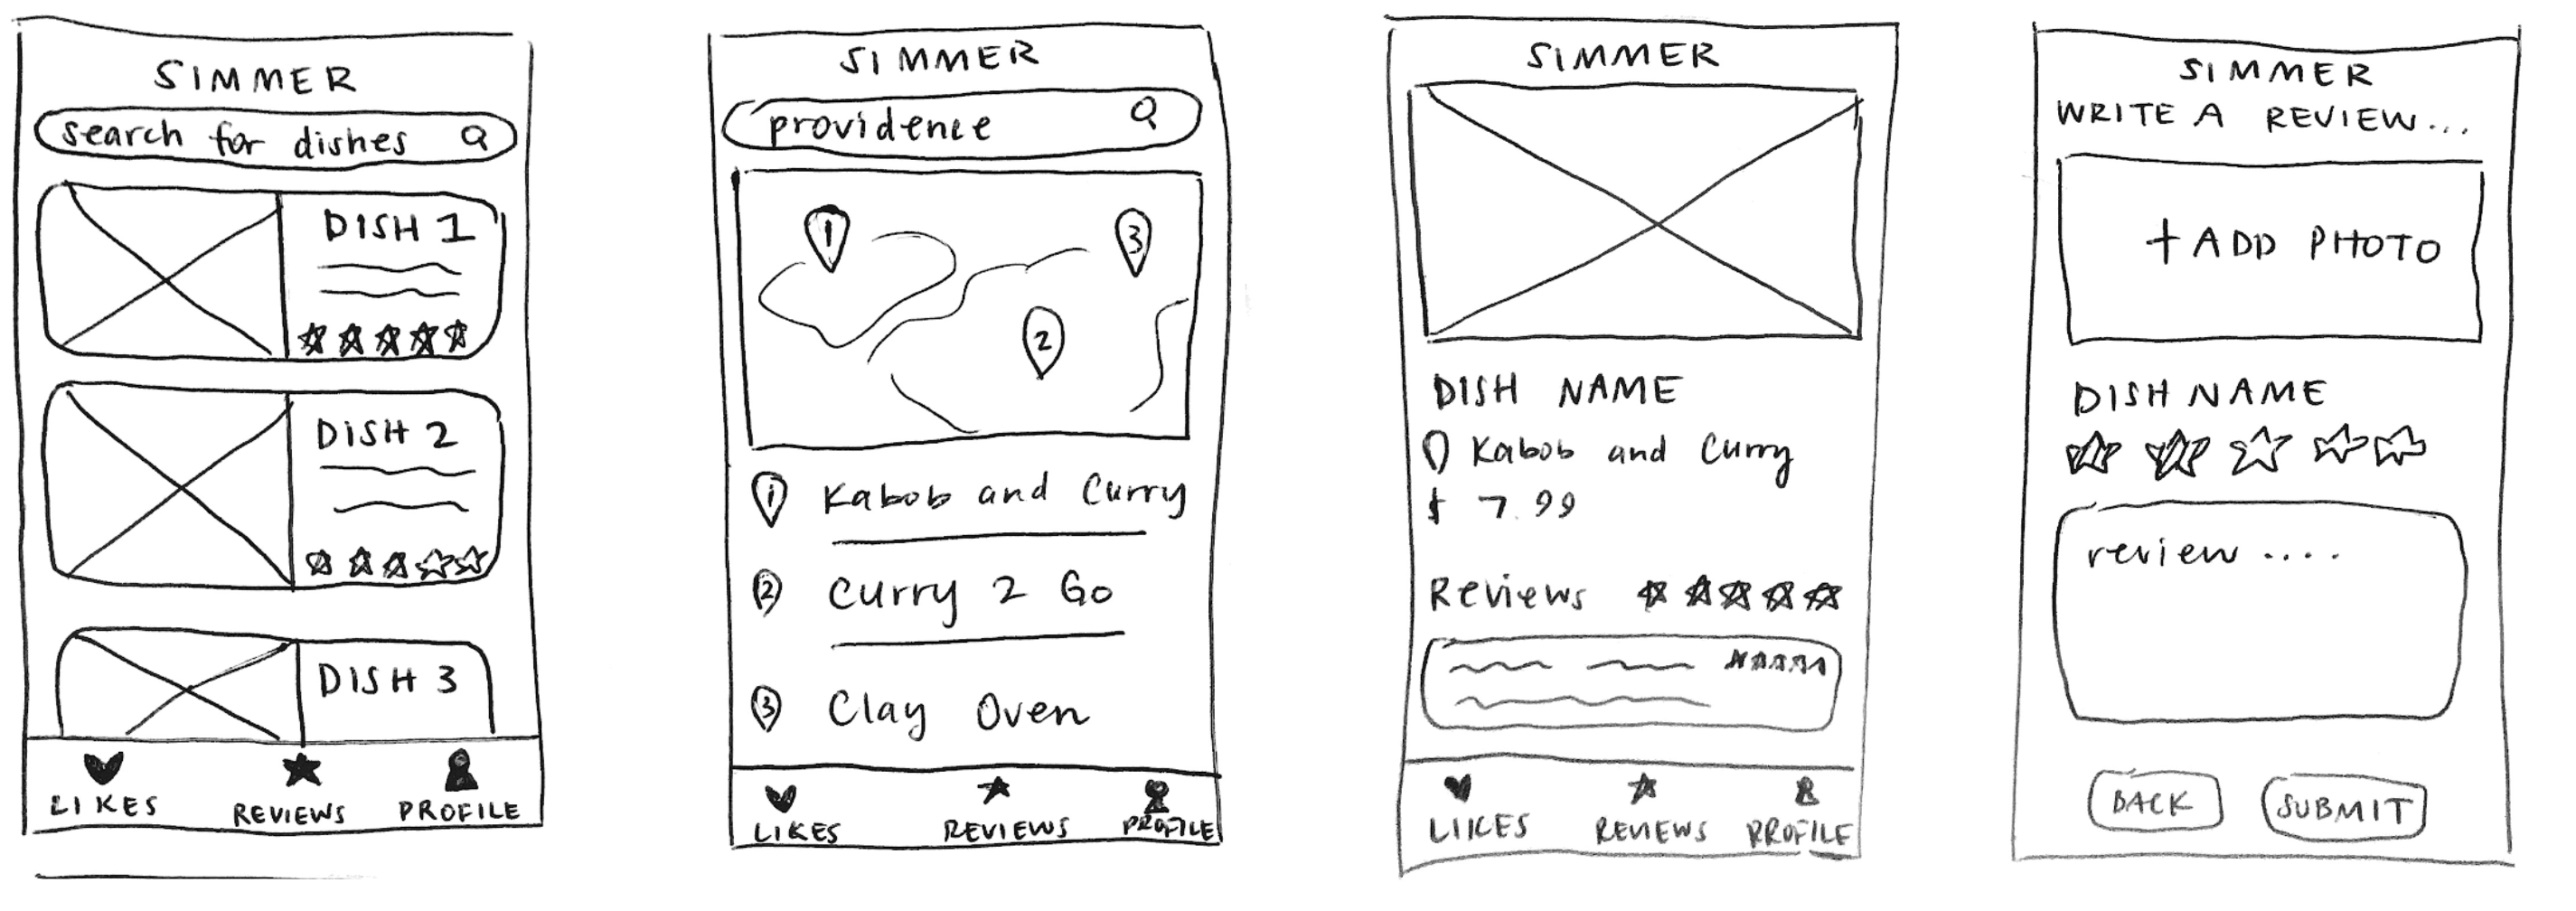 SIMMER
search for dishes
DISH 1
DISH 2
DISH 3
LIKES REVIEWS PROFILE
SIMMER
providence
1
3
2
1 Kabob and Curry
2 Curry 2 Go
3 Clay Oven
LIKES REVIEWS PROFILE
SIMMER
DISH NAME
Kabob and Curry
$ 7.99
Reviews
LIKES REVIEWS PROFILE
SIMMER
WRITE A REVIEW...
+ ADD PHOTO
DISH NAME
review ....
BACK SUBMIT